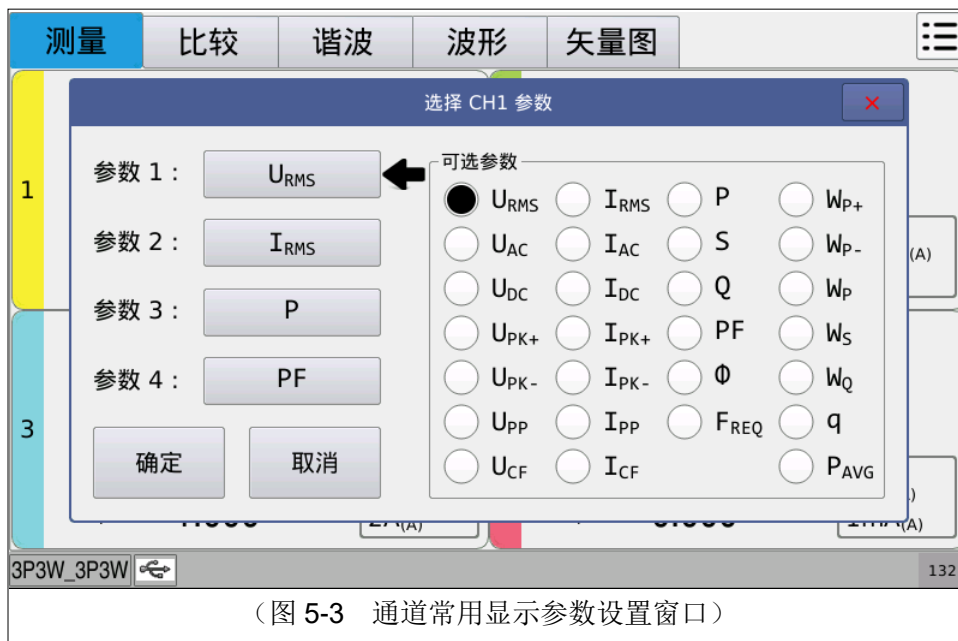 测量 比较 谐波 波形 矢量图
选择 CH1 参数
1
3
参数 1： URMS
参数 2： IRMS
参数 3： P
参数 4： PF
确定 取消
可选参数
URMS IRMS P WP+
UAC IAC S WP-
UDC IDC Q WP
UPK+ IPK+ PF WS
UPK- IPK- Φ WQ
UPP IPP FREQ q
UCF ICF PAVG
(A)
3P3W_3P3W 132
（图 5-3 通道常用显示参数设置窗口）